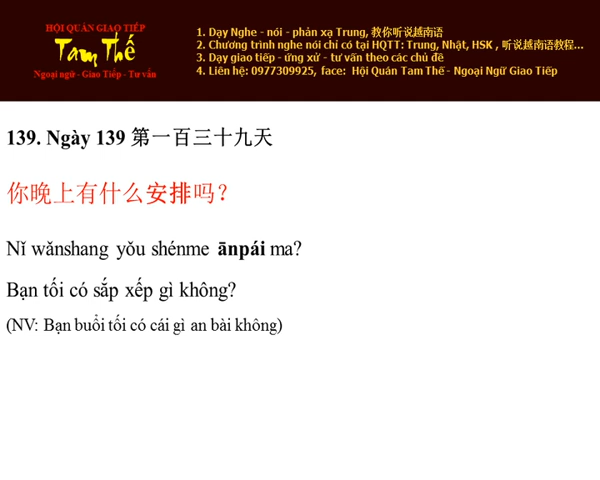 HỘI QUÁN GIAO TIẾP
Tam Thế
Ngoại ngữ - Giao Tiếp - Tư vấn
1. Dạy Nghe - nói - phản xạ Trung, 教你听说越南语
2. Chương trình nghe nói chỉ có tại HQTT: Trung, Nhật, HSK , 听说越南语教程...
3. Dạy giao tiếp - ứng xử - tư vấn theo các chủ đề
4. Liên hệ: 0977309925, face: Hội Quán Tam Thế - Ngoại Ngữ Giao Tiếp
139. Ngày 139 第一百三十九天
你晚上有什么安排吗？
Nǐ wǎnshang yǒu shénme ānpái ma?
Bạn tối có sắp xếp gì không?
(NV: Bạn buổi tối có cái gì an bài không)